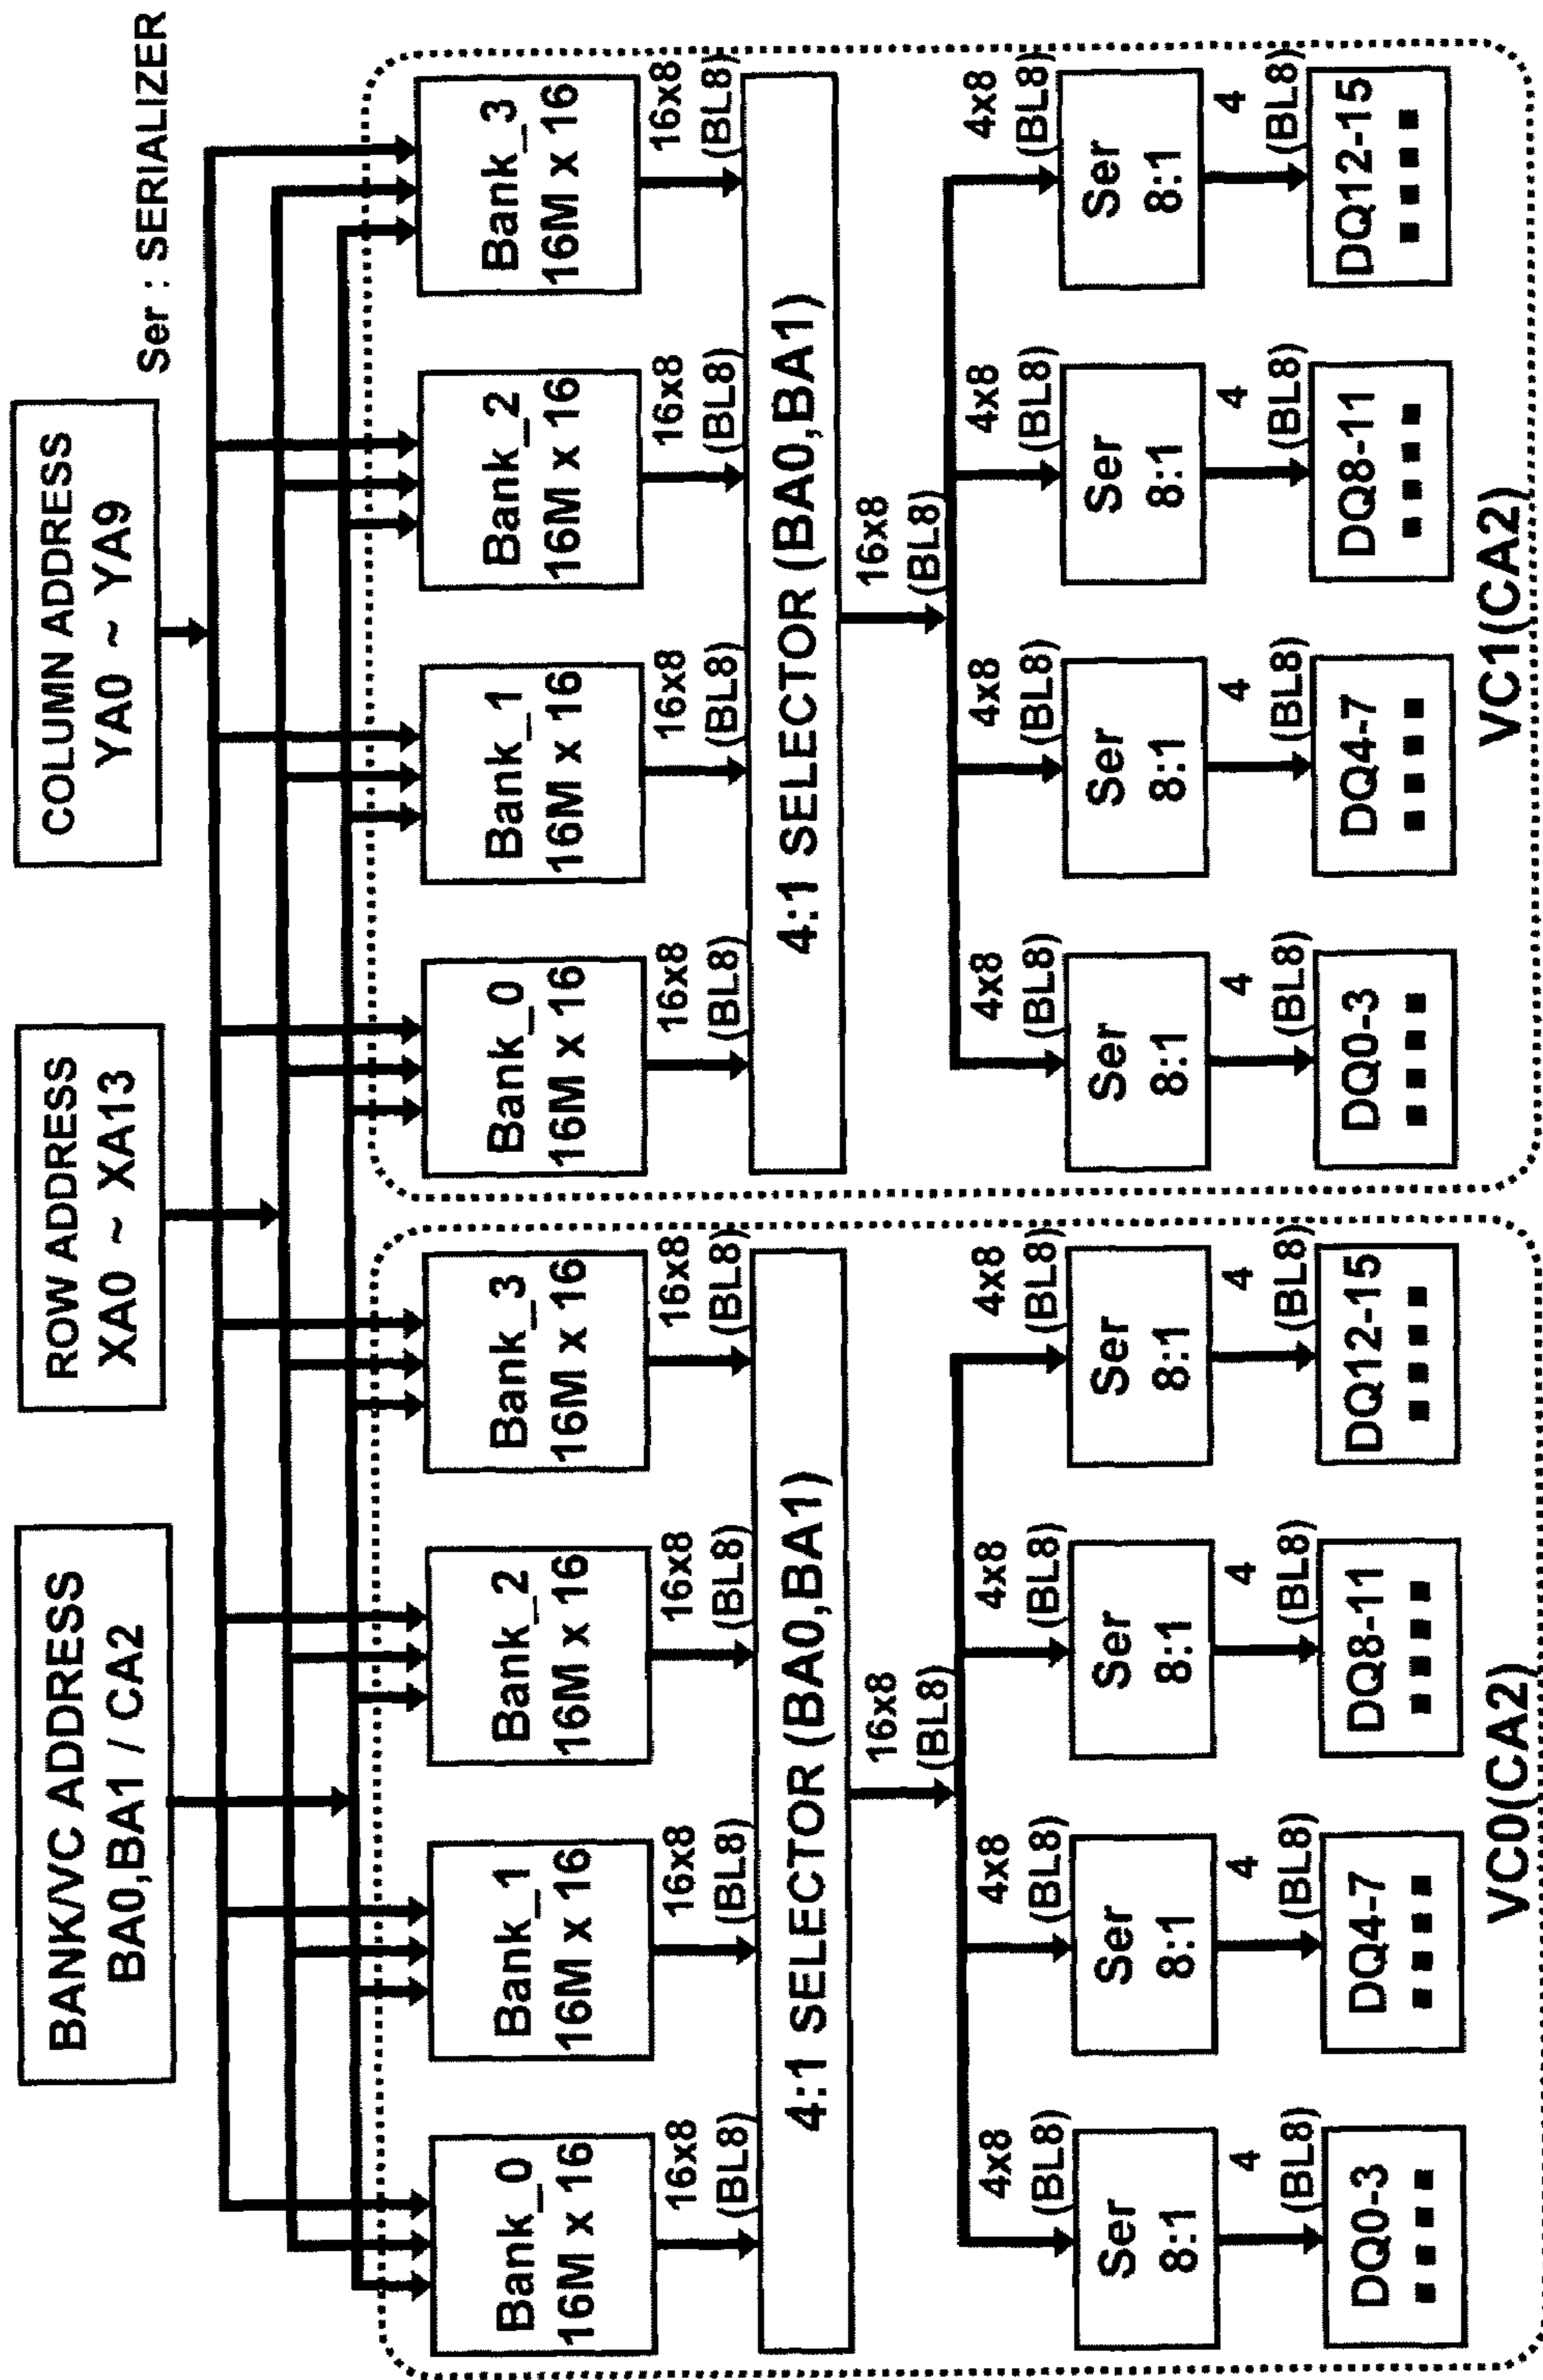 BANK/VC ADDRESS
BA0,BA1 / CA2
ROW ADDRESS
XA0 ~ XA13
COLUMN ADDRESS
YA0 ~ YA9
Ser : SERIALIZER
Bank_0
16M x 16
Bank_1
16M x 16
Bank_2
16M x 16
Bank_3
16M x 16
16x8
(BL8)
16x8
(BL8)
16x8
(BL8)
16x8
(BL8)
4:1 SELECTOR (BA0,BA1)
16x8
(BL8)
4x8
(BL8)
4x8
(BL8)
4x8
(BL8)
4x8
(BL8)
Ser
8:1
Ser
8:1
Ser
8:1
Ser
8:1
4
(BL8)
4
(BL8)
4
(BL8)
4
(BL8)
DQ0-3
DQ4-7
DQ8-11
DQ12-15
VC0(CA2)
Bank_0
16M x 16
Bank_1
16M x 16
Bank_2
16M x 16
Bank_3
16M x 16
16x8
(BL8)
16x8
(BL8)
16x8
(BL8)
16x8
(BL8)
4:1 SELECTOR (BA0,BA1)
16x8
(BL8)
4x8
(BL8)
4x8
(BL8)
4x8
(BL8)
4x8
(BL8)
Ser
8:1
Ser
8:1
Ser
8:1
Ser
8:1
4
(BL8)
4
(BL8)
4
(BL8)
4
(BL8)
DQ0-3
DQ4-7
DQ8-11
DQ12-15
VC1(CA2)